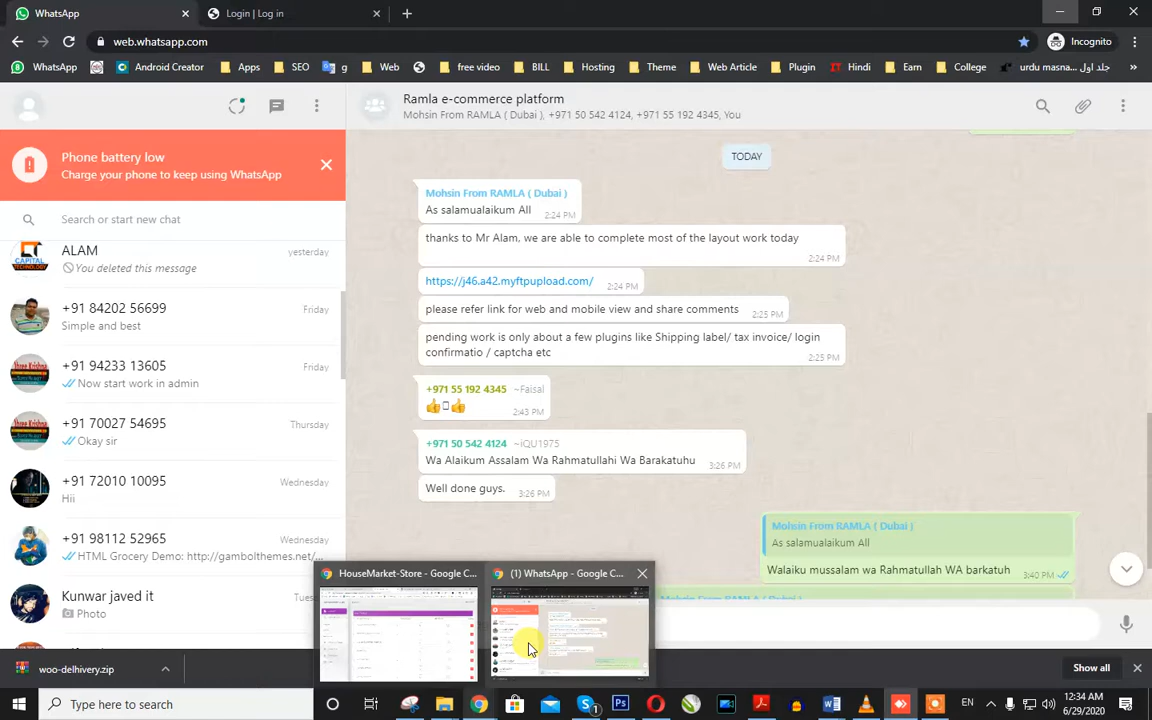 WhatsApp
Login | Log in
web.whatsapp.com
Incognito
WhatsApp
Android Creator
Apps
SEO
g
Web
free video
BILL
Hosting
Theme
Web Article
Plugin
Hindi
Earn
College
urdu masna...
جلد اول
Ramla e-commerce platform
Mohsin From RAMLA ( Dubai ), +971 50 542 4124, +971 55 192 4345, You
Phone battery low
Charge your phone to keep using WhatsApp
Search or start new chat
ALAM
yesterday
You deleted this message
+91 84202 56699
Friday
Simple and best
+91 94233 13605
Friday
Now start work in admin
+91 70027 54695
Thursday
Okay sir
+91 72010 10095
Wednesday
Hii
+91 98112 52965
Wednesday
HTML Grocery Demo: http://gambolthemes.net/...
Kunwar javed it
Tues
Photo
TODAY
Mohsin From RAMLA ( Dubai )
As salamualaikum All
2:24 PM
thanks to Mr Alam, we are able to complete most of the layout work today
2:24 PM
https://j46.a42.myftpupload.com/
2:24 PM
please refer link for web and mobile view and share comments
2:25 PM
pending work is only about a few plugins like Shipping label/ tax invoice/ login
confirmatio / captcha etc
2:25 PM
+971 55 192 4345 ~Faisal
👍📱👍
2:43 PM
+971 50 542 4124 ~iQU1975
Wa Alaikum Assalam Wa Rahmatullahi Wa Barakatuhu
3:26 PM
Well done guys.
3:26 PM
Mohsin From RAMLA ( Dubai )
As salamualaikum All
Walaiku mussalam wa Rahmatullah WA barkatuh
3:40 PM
HouseMarket-Store - Google C...
(1) WhatsApp - Google C...
woo-delhivery.zip
Show all
Type here to search
EN
12:34 AM
6/29/2020